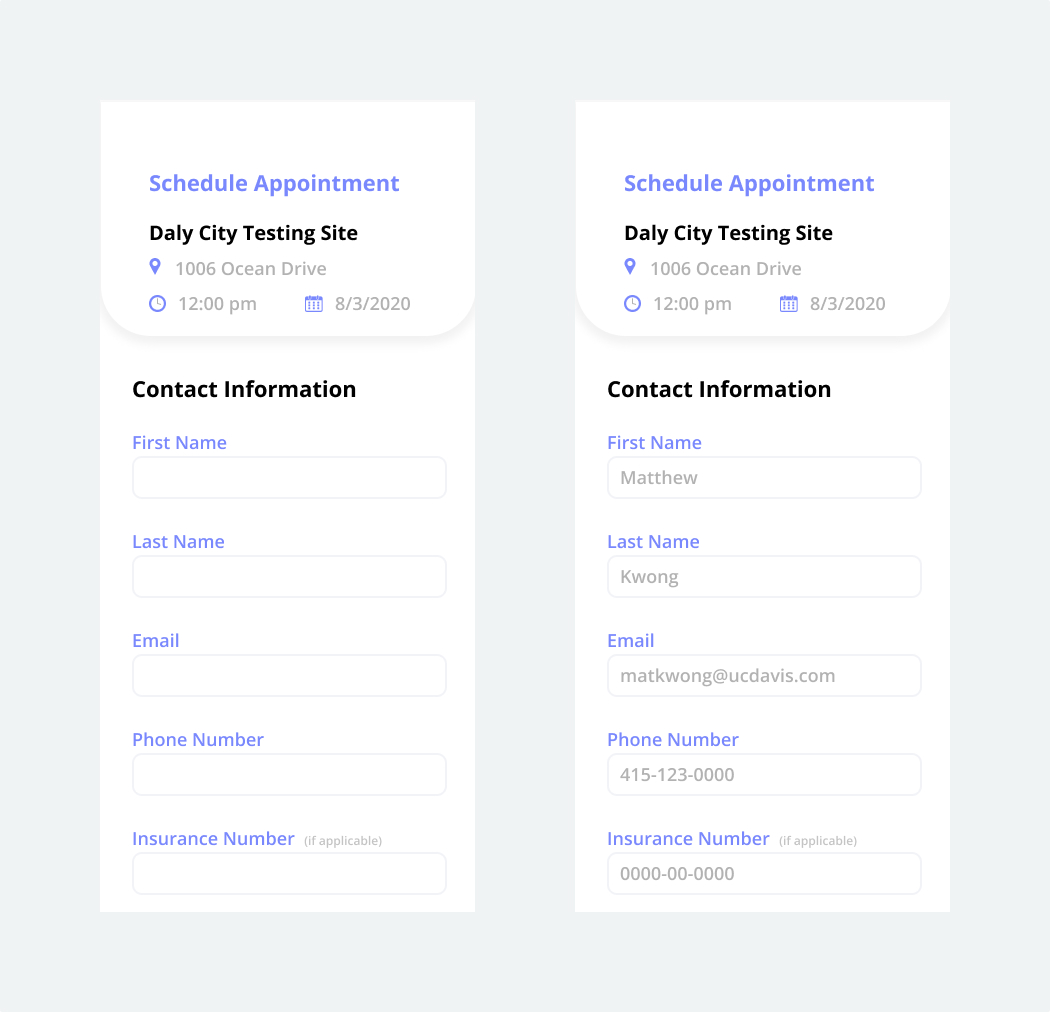 Schedule Appointment
Daly City Testing Site
1006 Ocean Drive
12:00 pm 8/3/2020
Contact Information
First Name
Last Name
Email
Phone Number
Insurance Number (if applicable)
Schedule Appointment
Daly City Testing Site
1006 Ocean Drive
12:00 pm 8/3/2020
Contact Information
First Name
Matthew
Last Name
Kwong
Email
matkwong@ucdavis.com
Phone Number
415-123-0000
Insurance Number (if applicable)
0000-00-0000